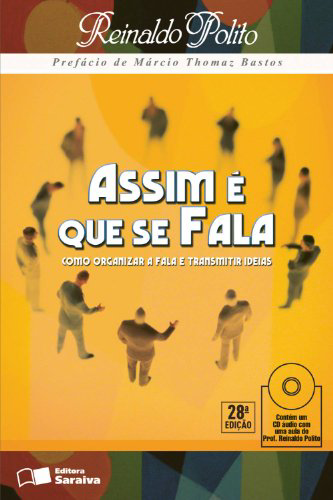 Reinaldo Polito
Prefácio de Márcio Thomaz Bastos
ASSIM É
QUE SE FALA
COMO ORGANIZAR A FALA E TRANSMITIR IDEIAS
28ª
EDIÇÃO
Contém um
CD áudio com
uma aula do
Prof. Reinaldo Polito
Editora
Saraiva